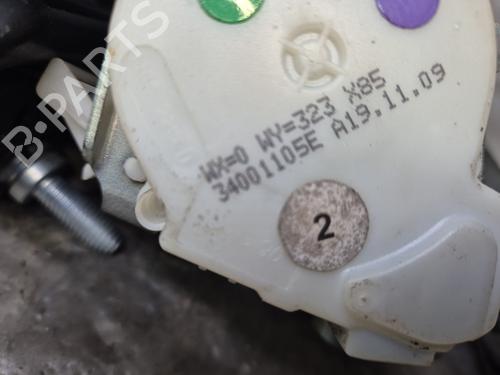 WX=0 WY=323 X85
34001105E A19.11.09
2
B-PARTS